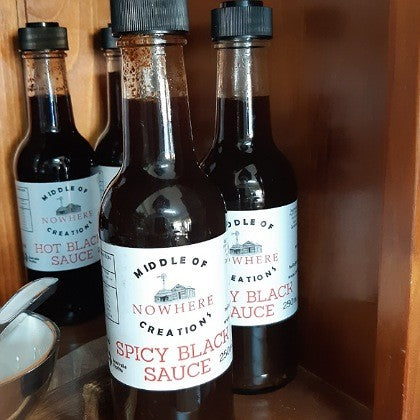 MIDDLE OF
NOWHERE
CREATIONS
HOT BLACK
SAUCE
MIDDLE OF
NOWHERE
CREATIONS
SPICY BLACK
SAUCE
250
MIDDLE OF
NOWHERE
CREATIONS
SPICY BLACK
SAUCE
250